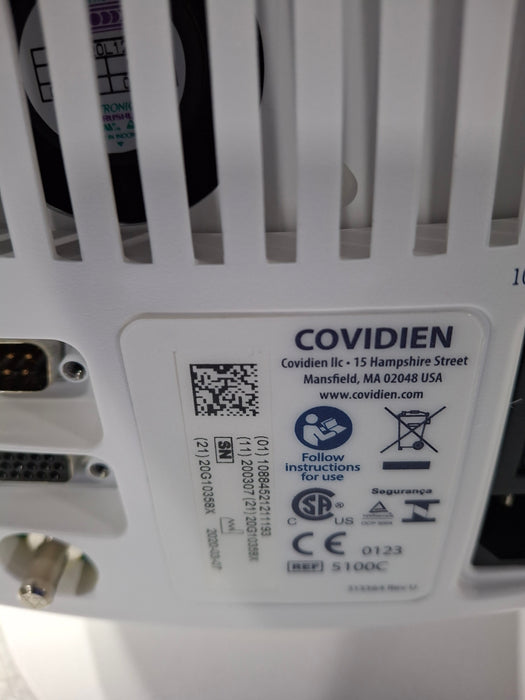 COVIDIEN
Covidien llc • 15 Hampshire Street
Mansfield, MA 02048 USA
www.covidien.com
Follow
instructions
for use
Segurança
C US
CE 0123
REF S100C
(01) 10884521211193
(11) 200307 (21) 20G10358X
SN
2020-03-07
(21) 20G10358X